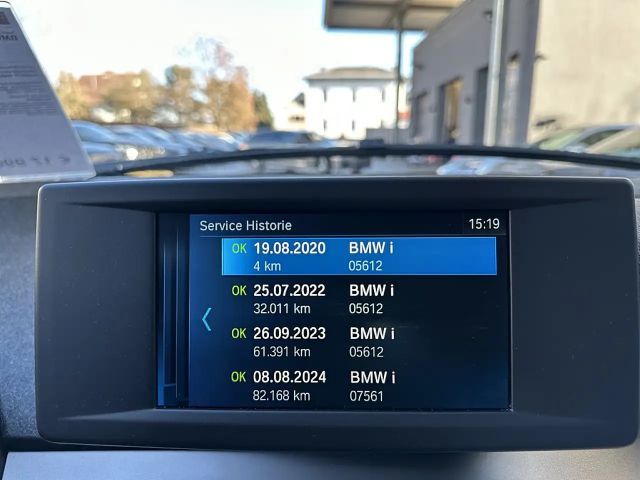 Service Historie 15:19
OK 19.08.2020 BMW i
4 km 05612
OK 25.07.2022 BMW i
32.011 km 05612
OK 26.09.2023 BMW i
61.391 km 05612
OK 08.08.2024 BMW i
82.168 km 07561